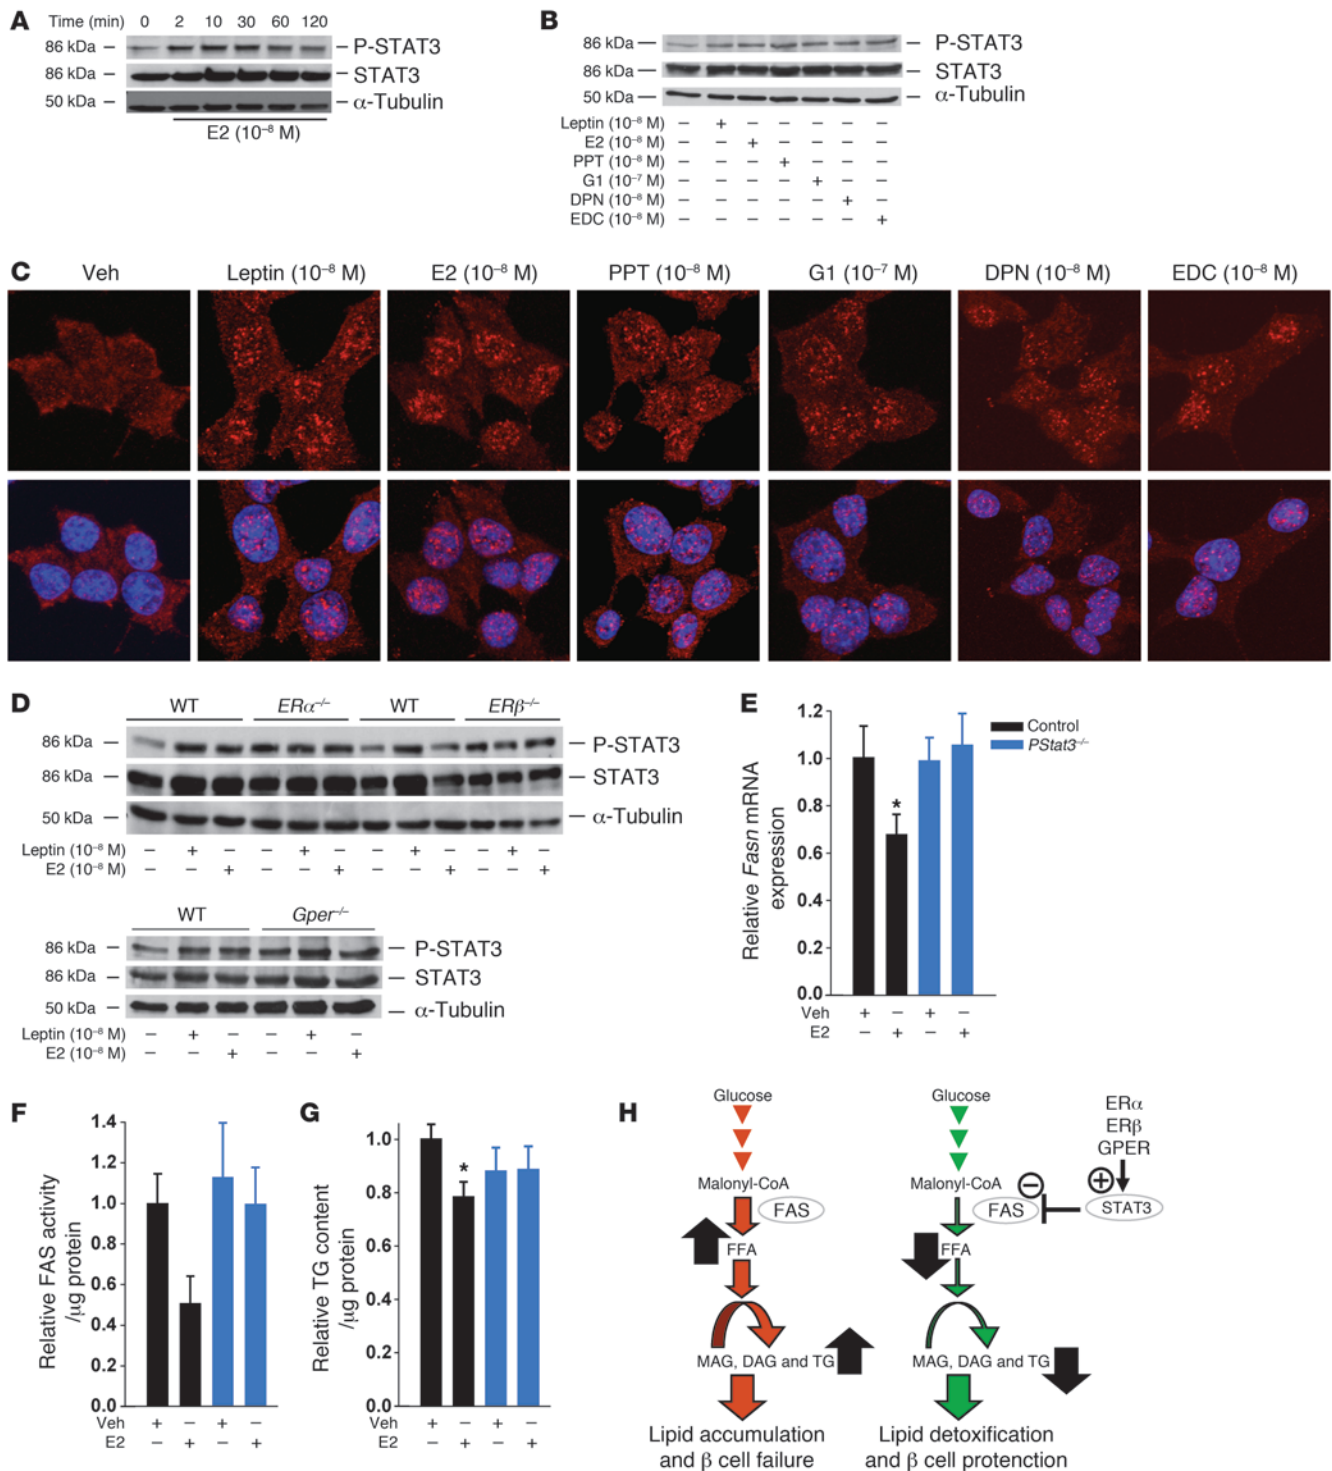 A
Time (min) 0 2 10 30 60 120
86 kDa – – P-STAT3
86 kDa – – STAT3
50 kDa – – α-Tubulin
E2 (10⁻⁸ M)
B
86 kDa – – P-STAT3
86 kDa – – STAT3
50 kDa – – α-Tubulin
Leptin (10⁻⁸ M) – + – – – – –
E2 (10⁻⁸ M) – – + – – – –
PPT (10⁻⁸ M) – – – + – – –
G1 (10⁻⁷ M) – – – – + – –
DPN (10⁻⁸ M) – – – – – + –
EDC (10⁻⁸ M) – – – – – – +
C
Veh Leptin (10⁻⁸ M) E2 (10⁻⁸ M) PPT (10⁻⁸ M) G1 (10⁻⁷ M) DPN (10⁻⁸ M) EDC (10⁻⁸ M)
D
WT ERα⁻/⁻ WT ERβ⁻/⁻
86 kDa – – P-STAT3
86 kDa – – STAT3
50 kDa – – α-Tubulin
Leptin (10⁻⁸ M) – + – – + – – + – – + –
E2 (10⁻⁸ M) – – + – – + – – + – – +
WT Gper⁻/⁻
86 kDa – – P-STAT3
86 kDa – – STAT3
50 kDa – – α-Tubulin
Leptin (10⁻⁸ M) – + – – + –
E2 (10⁻⁸ M) – – + – – +
E
Relative Fasn mRNA
expression
1.2
1.0
0.8
0.6
0.4
0.2
0.0
*
Control
PStat3⁻/⁻
Veh + – + –
E2 – + – +
F
Relative FAS activity
/μg protein
1.4
1.2
1.0
0.8
0.6
0.4
0.2
0.0
Veh + – + –
E2 – + – +
G
Relative TG content
/μg protein
1.0
0.8
0.6
0.4
0.2
0.0
*
Veh + – + –
E2 – + – +
H
Glucose
Malonyl-CoA
FAS
FFA
MAG, DAG and TG
Lipid accumulation
and β cell failure
Glucose
ERα
ERβ
GPER
Malonyl-CoA
– +
FAS
STAT3
FFA
MAG, DAG and TG
Lipid detoxification
and β cell protenction